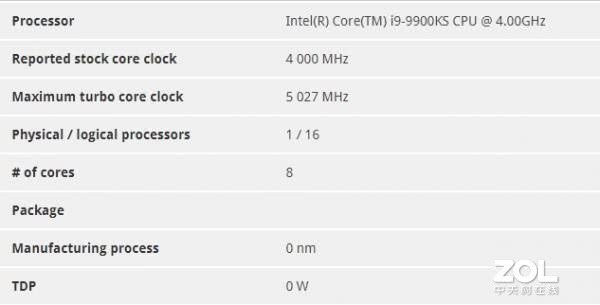 Processor Intel(R) Core(TM) i9-9900KS CPU @ 4.00GHz
Reported stock core clock 4 000 MHz
Maximum turbo core clock 5 027 MHz
Physical / logical processors 1 / 16
# of cores 8
Package
Manufacturing process 0 nm
TDP 0 W
ZOL
中关村在线